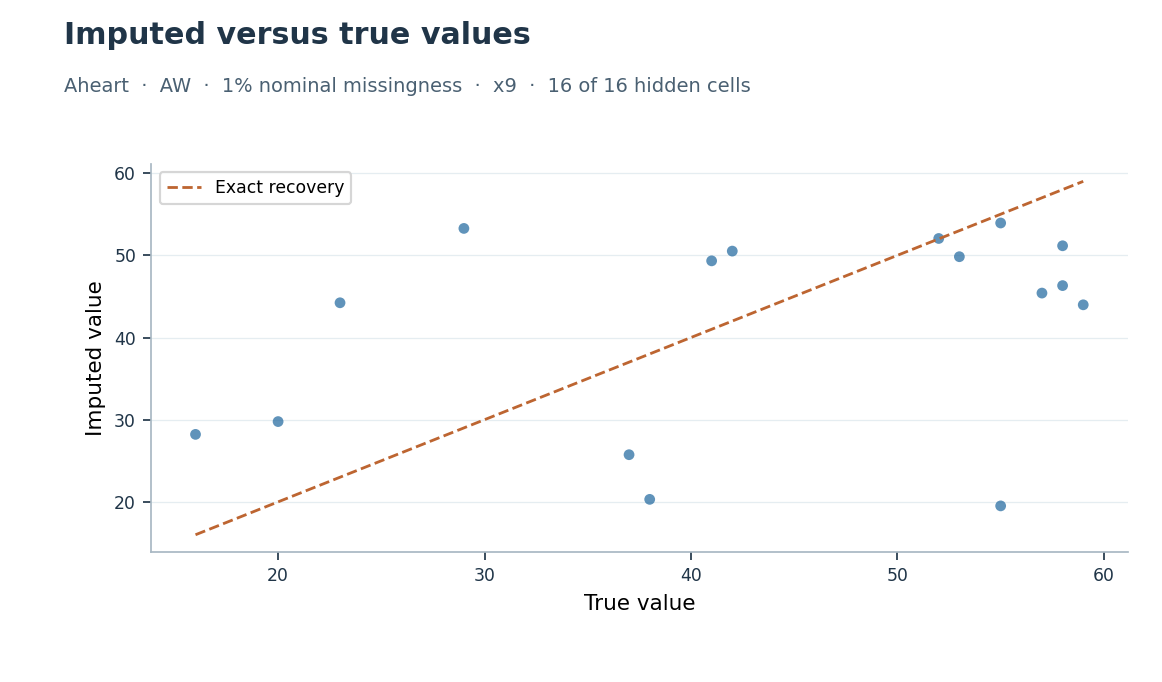 Imputed versus true values
Aheart · AW · 1% nominal missingness · x9 · 16 of 16 hidden cells
Exact recovery
60
50
40
30
20
Imputed value
20 30 40 50 60
True value